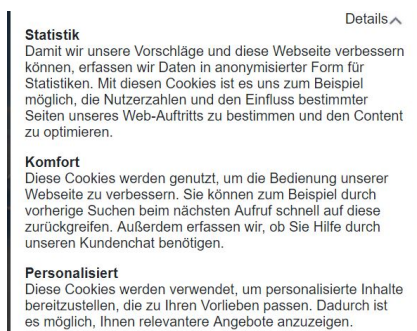 Details
Statistik
Damit wir unsere Vorschläge und diese Webseite verbessern
können, erfassen wir Daten in anonymisierter Form für
Statistiken. Mit diesen Cookies ist es uns zum Beispiel
möglich, die Nutzerzahlen und den Einfluss bestimmter
Seiten unseres Web-Auftritts zu bestimmen und den Content
zu optimieren.
Komfort
Diese Cookies werden genutzt, um die Bedienung unserer
Webseite zu verbessern. Sie können zum Beispiel durch
vorherige Suchen beim nächsten Aufruf schnell auf diese
zurückgreifen. Außerdem erfassen wir, ob Sie Hilfe durch
unseren Kundenchat benötigen.
Personalisiert
Diese Cookies werden verwendet, um personalisierte Inhalte
bereitzustellen, die zu Ihren Vorlieben passen. Dadurch ist
es möglich, Ihnen relevantere Angebote anzuzeigen.